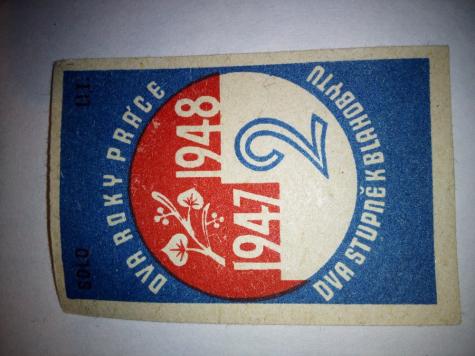 SOLO
DVA ROKY PRÁCE
1947
1948
2
DVA STUPNĚ K BLAHOBYTU